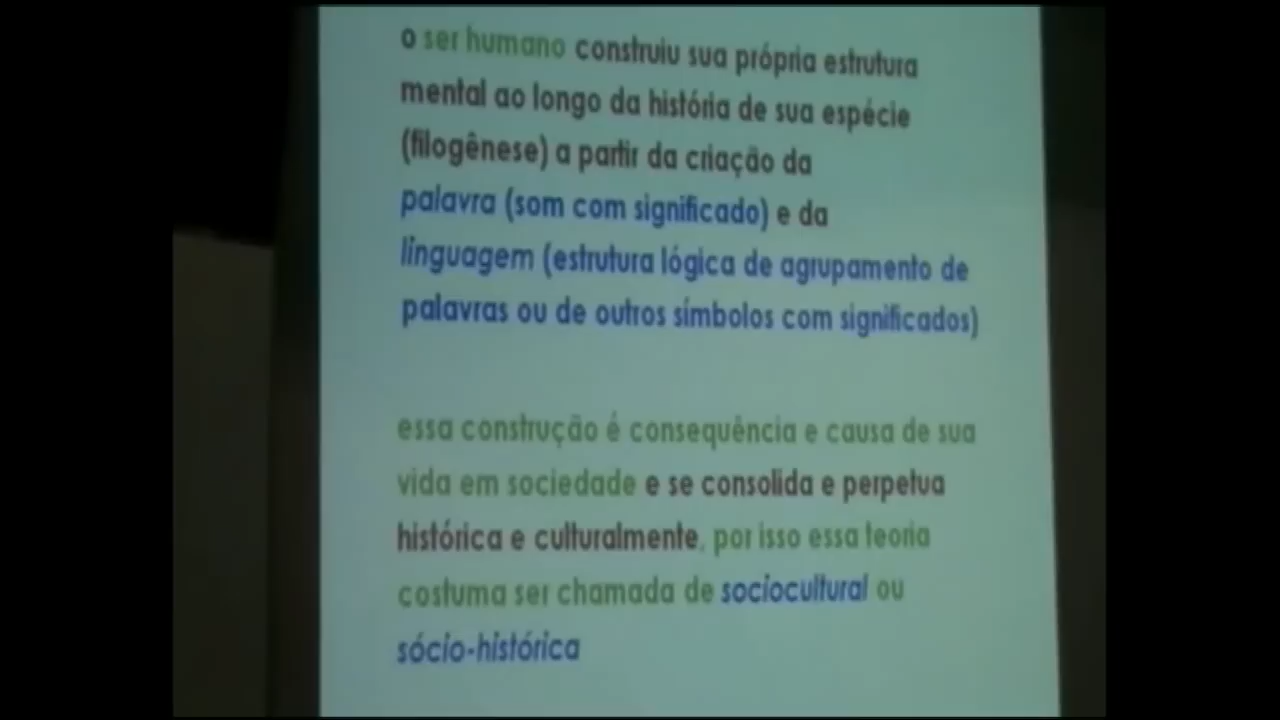 o ser humano construiu sua própria estrutura
mental ao longo da história de sua espécie
(filogênese) a partir da criação da
palavra (som com significado) e da
linguagem (estrutura lógica de agrupamento de
palavras ou de outros símbolos com significados)
essa construção é consequência e causa de sua
vida em sociedade e se consolida e perpetua
histórica e culturalmente, por isso essa teoria
costuma ser chamada de sociocultural ou
sócio-histórica